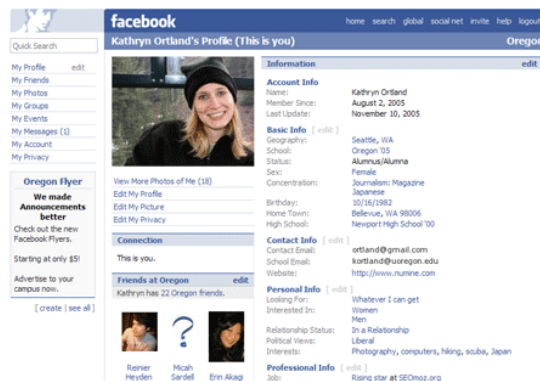 facebook
home search global social net invite help logout
Quick Search
Kathryn Ortland's Profile (This is you)
Oregon
My Profile edit
My Friends
My Photos
My Groups
My Events
My Messages (1)
My Account
My Privacy
Oregon Flyer
We made
Announcements
better
Check out the new
Facebook Flyers.
Starting at only $5!
Advertise to your
campus now.
[ create | see all ]
View More Photos of Me (18)
Edit My Profile
Edit My Picture
Edit My Privacy
Connection
This is you.
Friends at Oregon edit
Kathryn has 22 Oregon friends.
Reinier
Heyden
Micah
Sardell
Erin Akagi
Information edit
Account Info
Name: Kathryn Ortland
Member Since: August 2, 2005
Last Update: November 10, 2005
Basic Info [ edit ]
Geography: Seattle, WA
School: Oregon '05
Status: Alumnus/Alumna
Sex: Female
Concentration: Journalism: Magazine
Japanese
Birthday: 10/16/1982
Home Town: Bellevue, WA 98006
High School: Newport High School '00
Contact Info [ edit ]
Contact Email: ortland@gmail.com
School Email: kortland@uoregon.edu
Website: http://www.numine.com
Personal Info [ edit ]
Looking For: Whatever I can get
Interested In: Women
Men
Relationship Status: In a Relationship
Political Views: Liberal
Interests: Photography, computers, hiking, scuba, Japan
Professional Info [ edit ]
Job: Rising star at SEOmoz.org